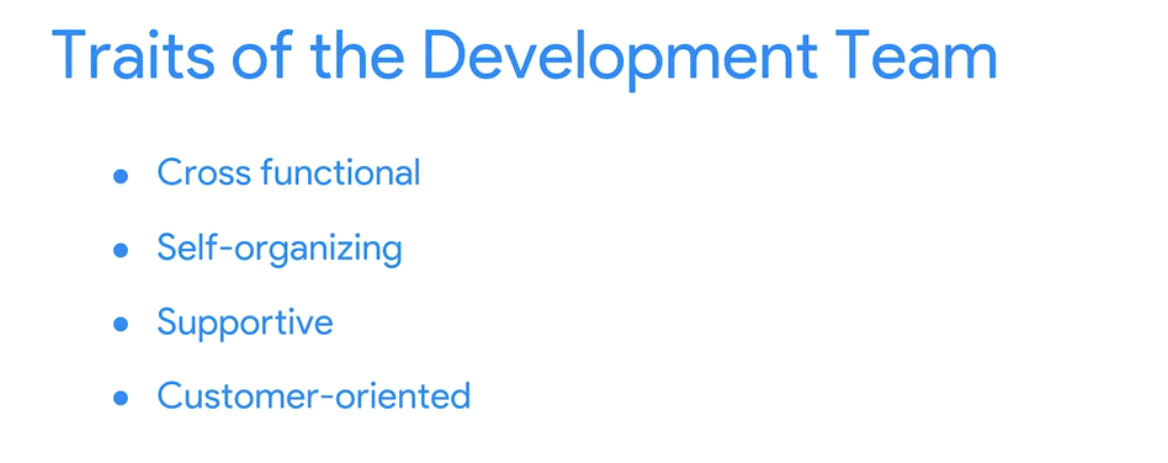 Traits of the Development Team
• Cross functional
• Self-organizing
• Supportive
• Customer-oriented